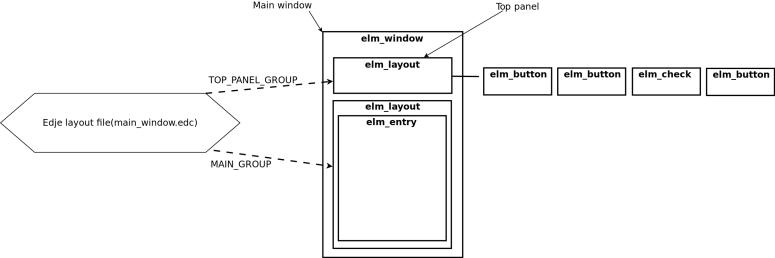 Main window
Top panel
elm_window
elm_layout
elm_button
elm_button
elm_check
elm_button
TOP_PANEL_GROUP
elm_layout
elm_entry
Edje layout file(main_window.edc)
MAIN_GROUP